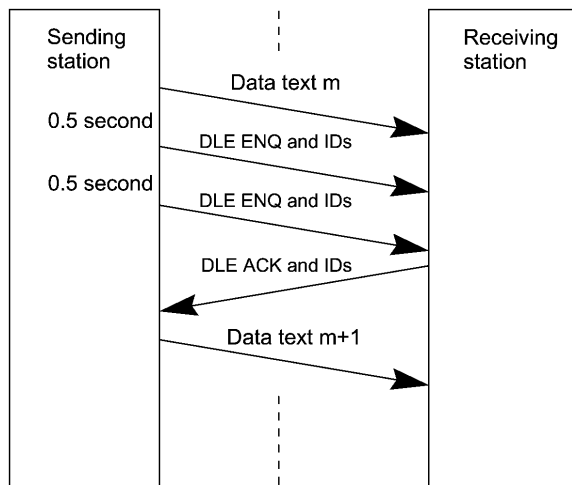 Sending
station
Receiving
station
Data text m
0.5 second
DLE ENQ and IDs
0.5 second
DLE ENQ and IDs
DLE ACK and IDs
Data text m+1